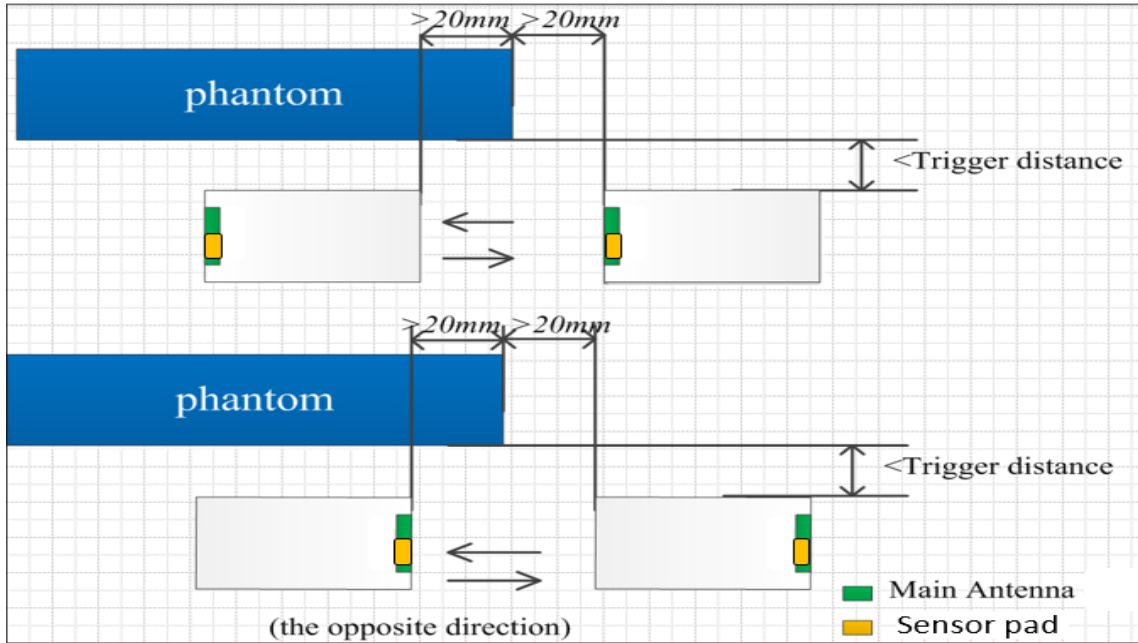 >20mm >20mm
phantom
<Trigger distance
>20mm >20mm
phantom
<Trigger distance
Main Antenna
Sensor pad
(the opposite direction)